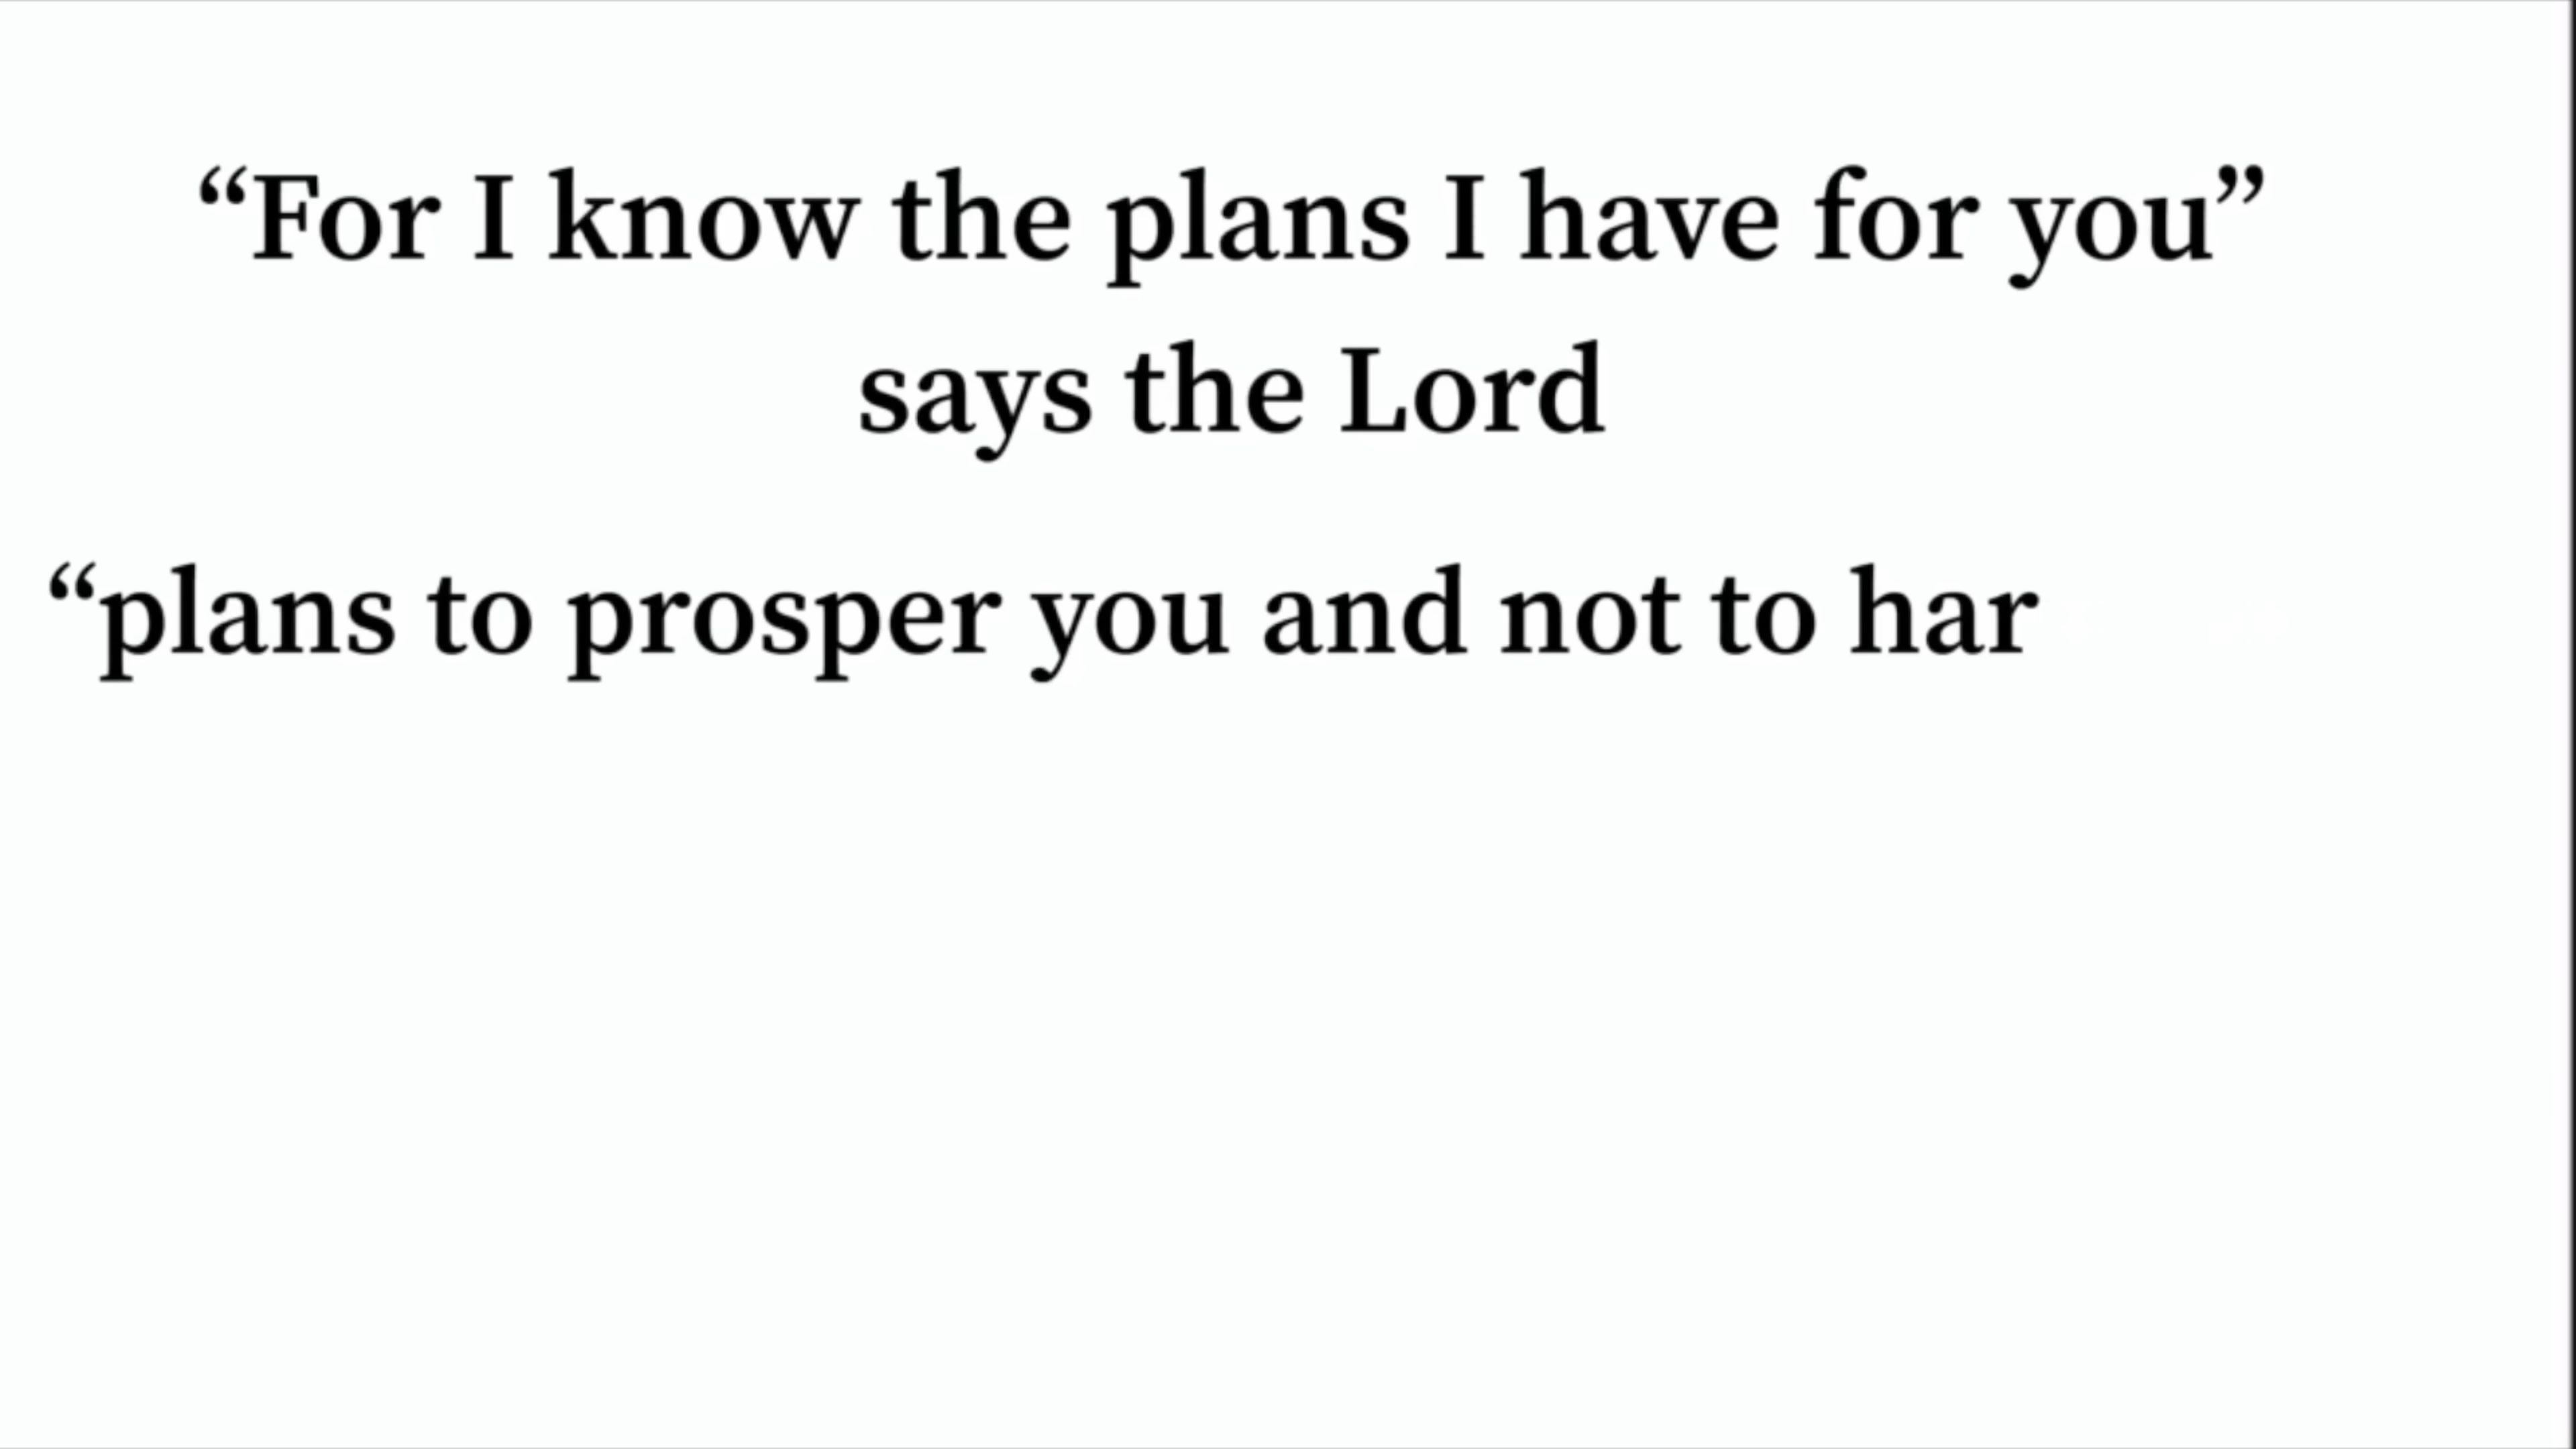 “For I know the plans I have for you”
says the Lord
“plans to prosper you and not to har